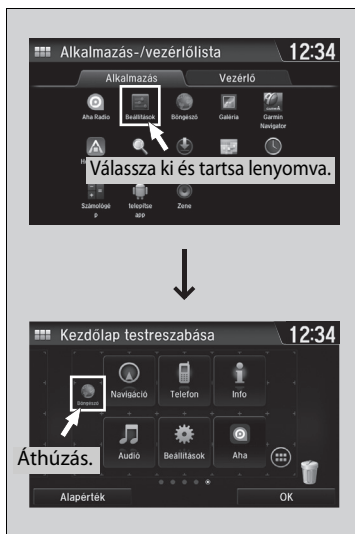 Alkalmazás-/vezérlőlista 12:34
Alkalmazás Vezérlő
Aha Radio Beállítások Böngésző Galéria Garmin Navigator
Válassza ki és tartsa lenyomva.
Számológép telepítse app Zene
Kezdőlap testreszabása 12:34
Böngésző Navigáció Telefon Info
Áthúzás.
Audió Beállítások Aha
Alapérték OK